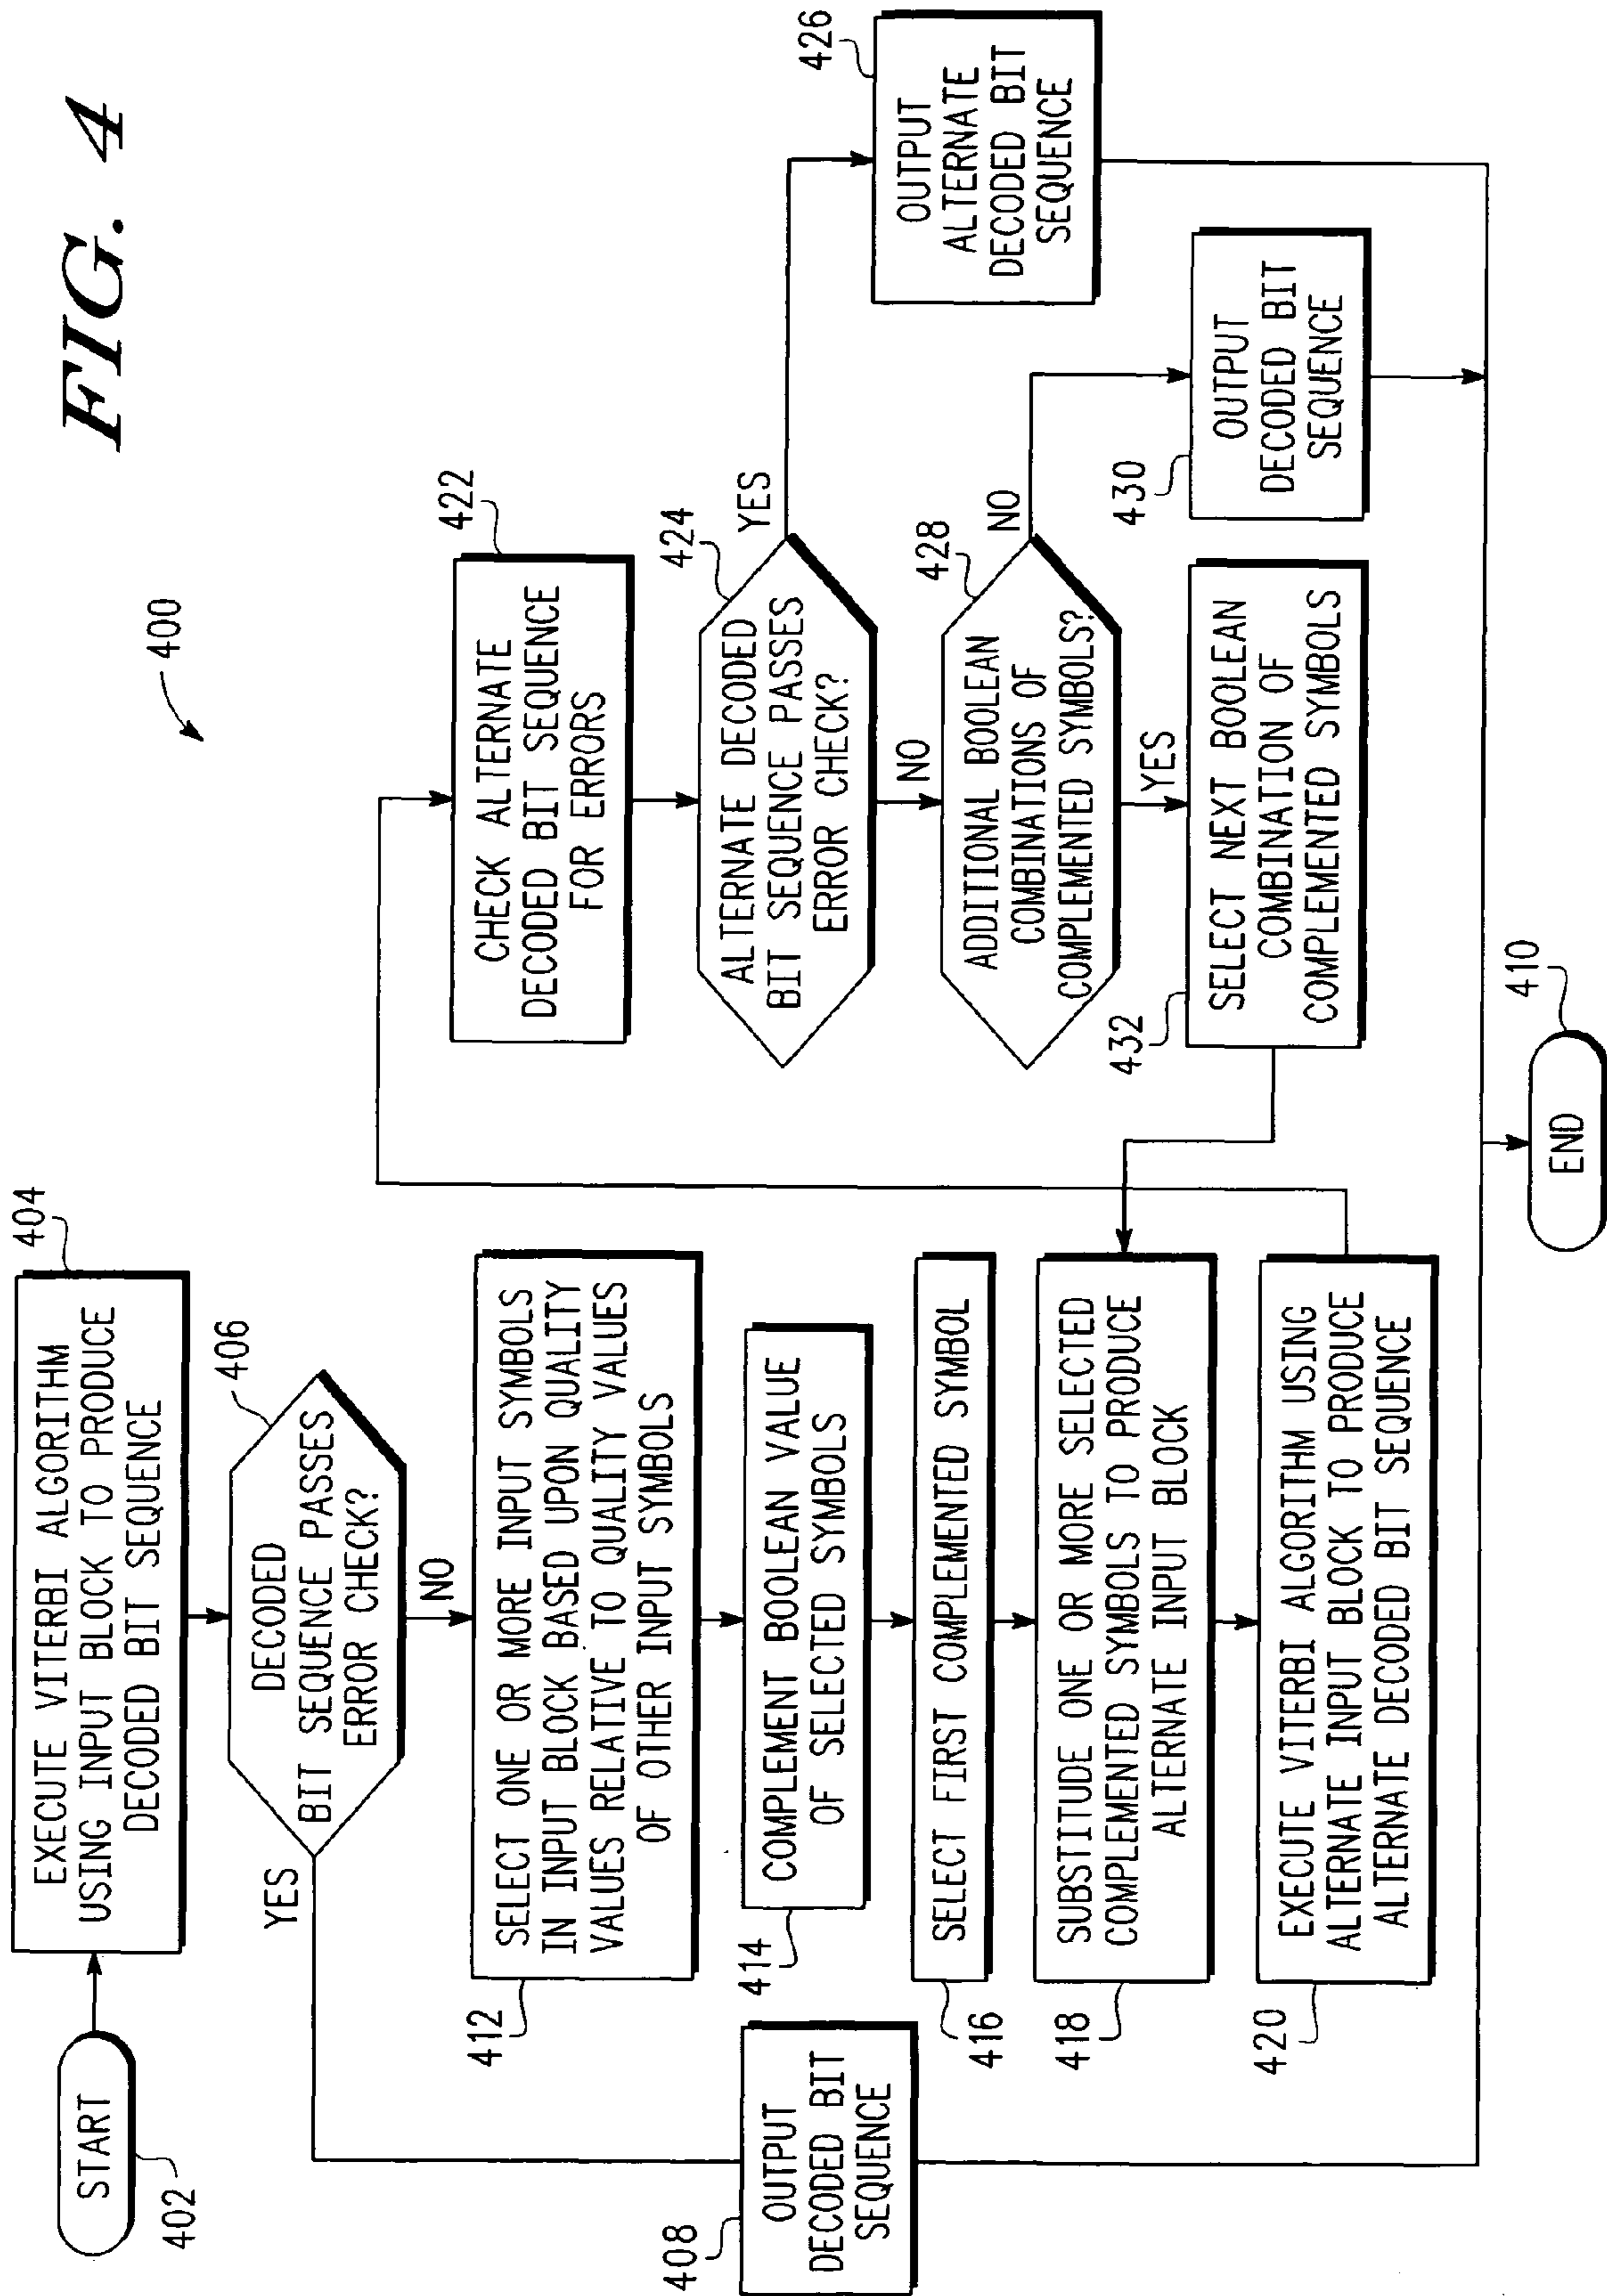 FIG. 4
400
START
402
EXECUTE VITERBI ALGORITHM
USING INPUT BLOCK TO PRODUCE
DECODED BIT SEQUENCE
404
DECODED
BIT SEQUENCE PASSES
ERROR CHECK?
406
YES
NO
OUTPUT
DECODED BIT
SEQUENCE
408
SELECT ONE OR MORE INPUT SYMBOLS
IN INPUT BLOCK BASED UPON QUALITY
VALUES RELATIVE TO QUALITY VALUES
OF OTHER INPUT SYMBOLS
412
COMPLEMENT BOOLEAN VALUE
OF SELECTED SYMBOLS
414
SELECT FIRST COMPLEMENTED SYMBOL
416
SUBSTITUDE ONE OR MORE SELECTED
COMPLEMENTED SYMBOLS TO PRODUCE
ALTERNATE INPUT BLOCK
418
EXECUTE VITERBI ALGORITHM USING
ALTERNATE INPUT BLOCK TO PRODUCE
ALTERNATE DECODED BIT SEQUENCE
420
CHECK ALTERNATE
DECODED BIT SEQUENCE
FOR ERRORS
422
ALTERNATE DECODED
BIT SEQUENCE PASSES
ERROR CHECK?
424
YES
NO
OUTPUT
ALTERNATE
DECODED BIT
SEQUENCE
426
ADDITIONAL BOOLEAN
COMBINATIONS OF
COMPLEMENTED SYMBOLS?
428
NO
YES
OUTPUT
DECODED BIT
SEQUENCE
430
SELECT NEXT BOOLEAN
COMBINATION OF
COMPLEMENTED SYMBOLS
432
END
410